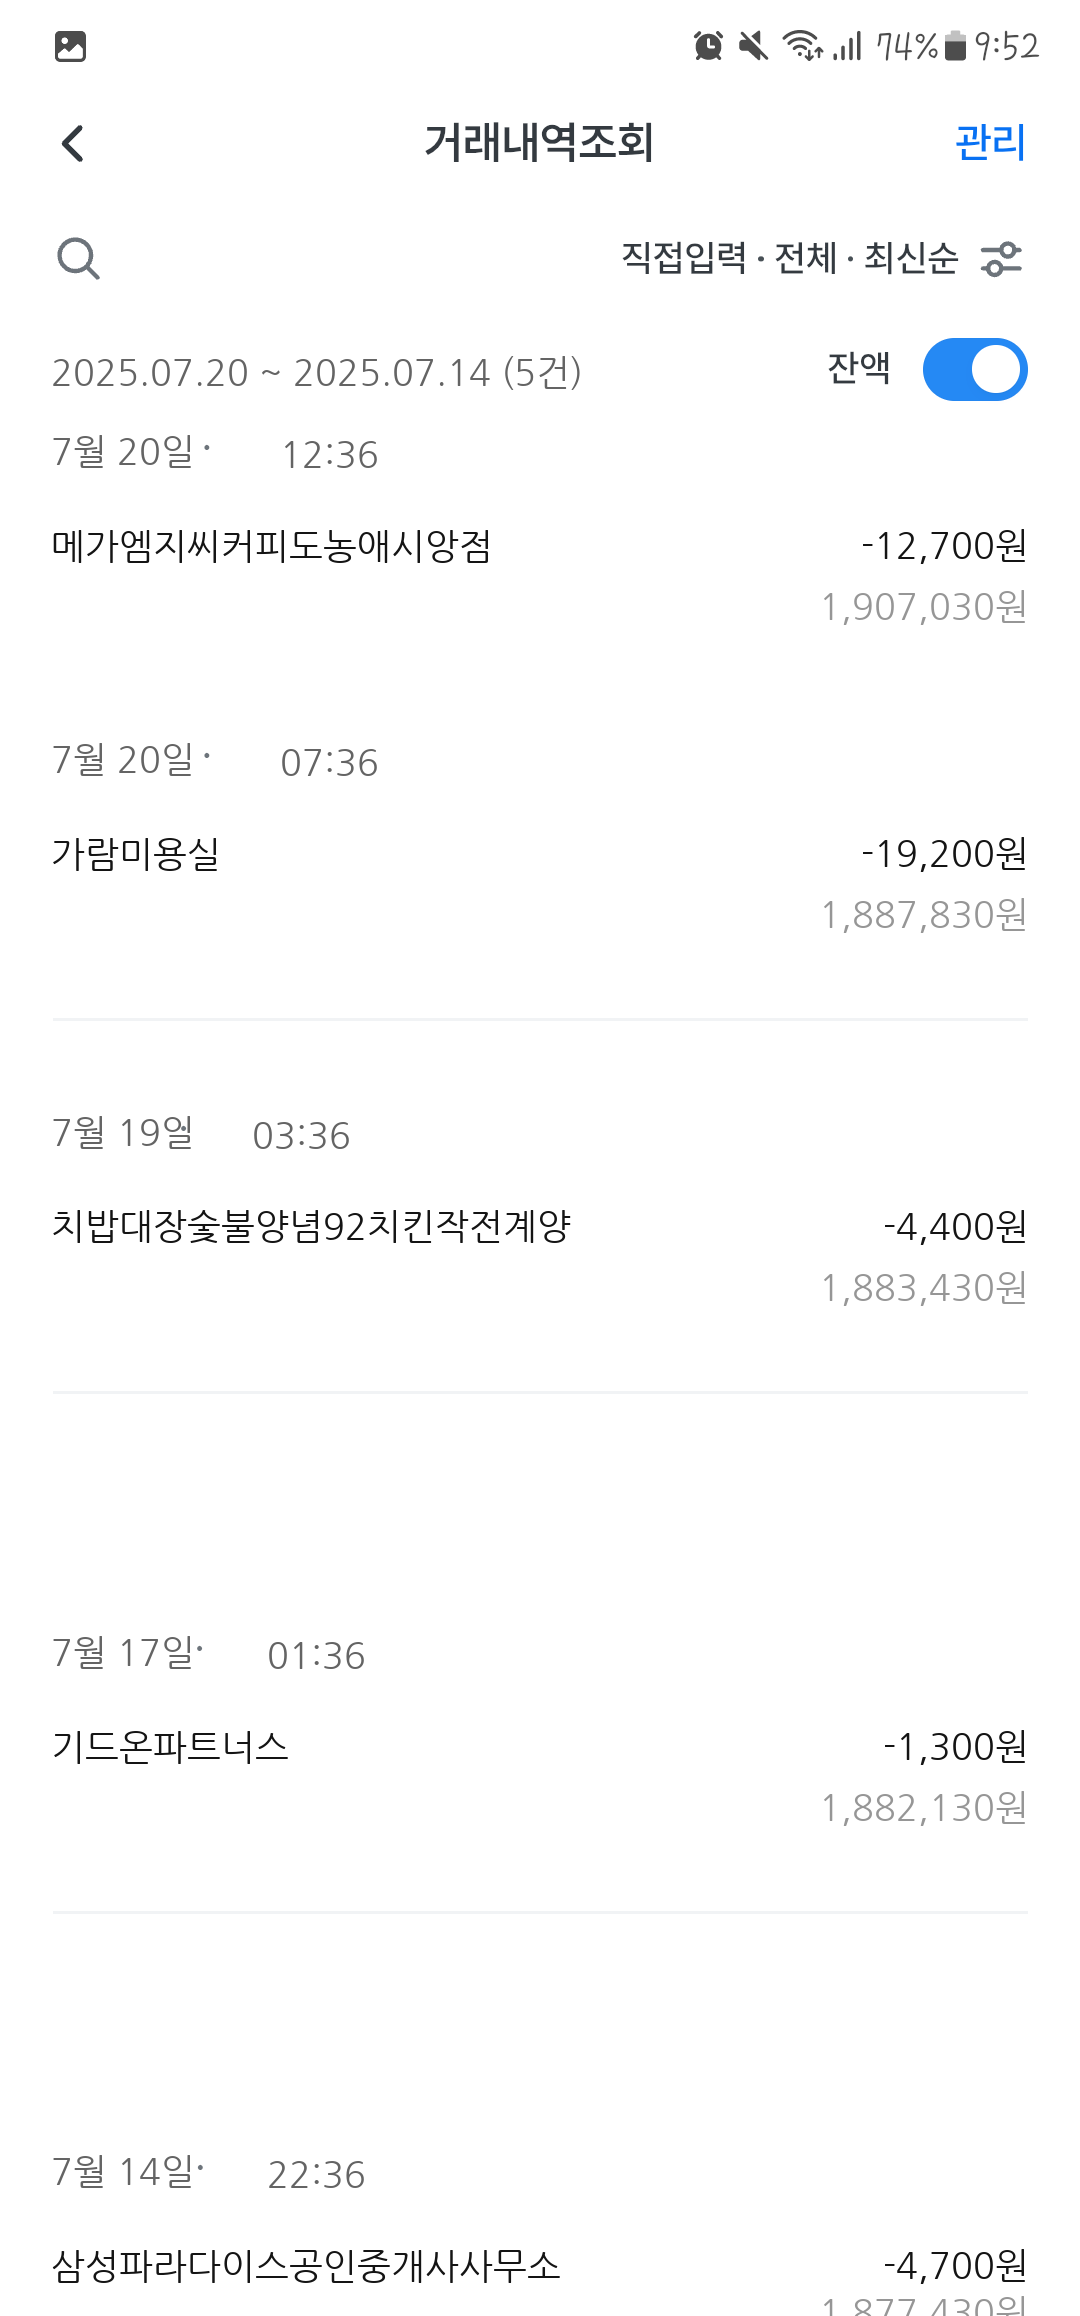 74% 9:52
거래내역조회 관리
직접입력 · 전체 · 최신순
2025.07.20 ~ 2025.07.14 (5건) 잔액
7월 20일 · 12:36
메가엠지씨커피도농애시앙점 -12,700원
1,907,030원
7월 20일 · 07:36
가람미용실 -19,200원
1,887,830원
7월 19일 03:36
치밥대장숯불양념92치킨작전계양 -4,400원
1,883,430원
7월 17일· 01:36
기드온파트너스 -1,300원
1,882,130원
7월 14일· 22:36
삼성파라다이스공인중개사사무소 -4,700원
1,877,430원